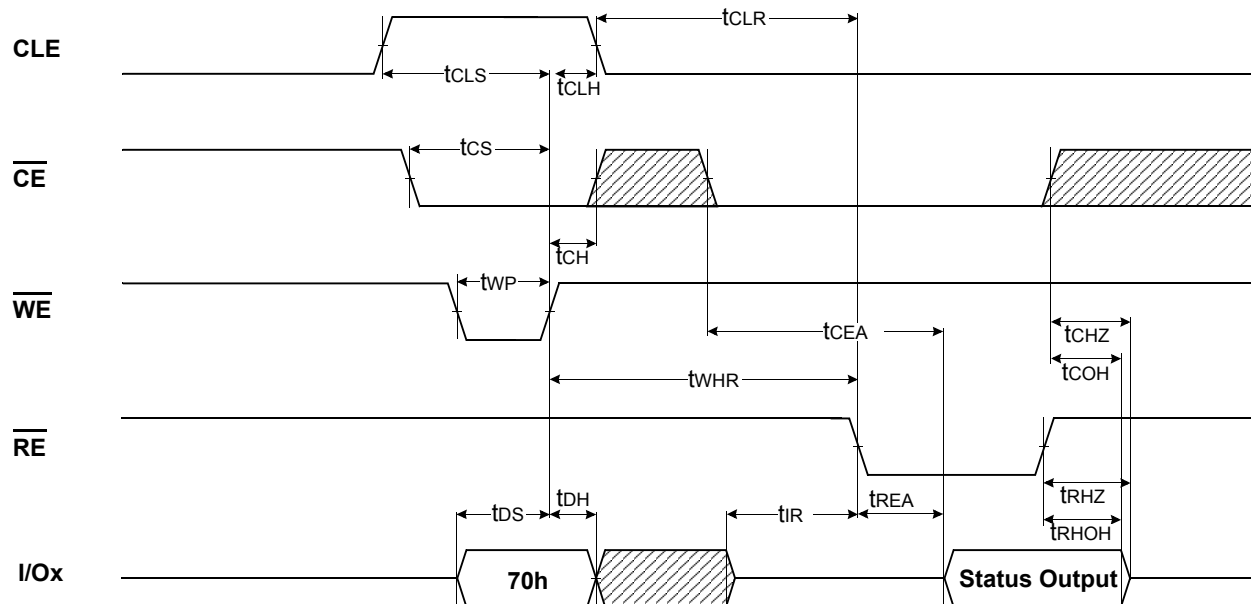 tCLR
CLE
tCLS
tCLH
tCS
CE
tCH
tWP
WE
tCEA
tCHZ
tCOH
tWHR
RE
tDH
tDS
tIR
tREA
tRHZ
tRHOH
I/Ox
70h
Status Output